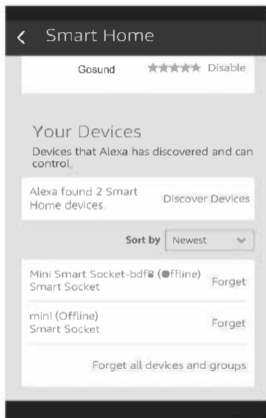 Smart Home
Gosund Disable
Your Devices
Devices that Alexa has discovered and can
control.
Alexa found 2 Smart
Home devices.
Discover Devices
Sort by Newest
Mini Smart Socket- (Offline)
Smart Socket
Forget
mini (Offline)
Smart Socket
Forget
Forget all devices and groups